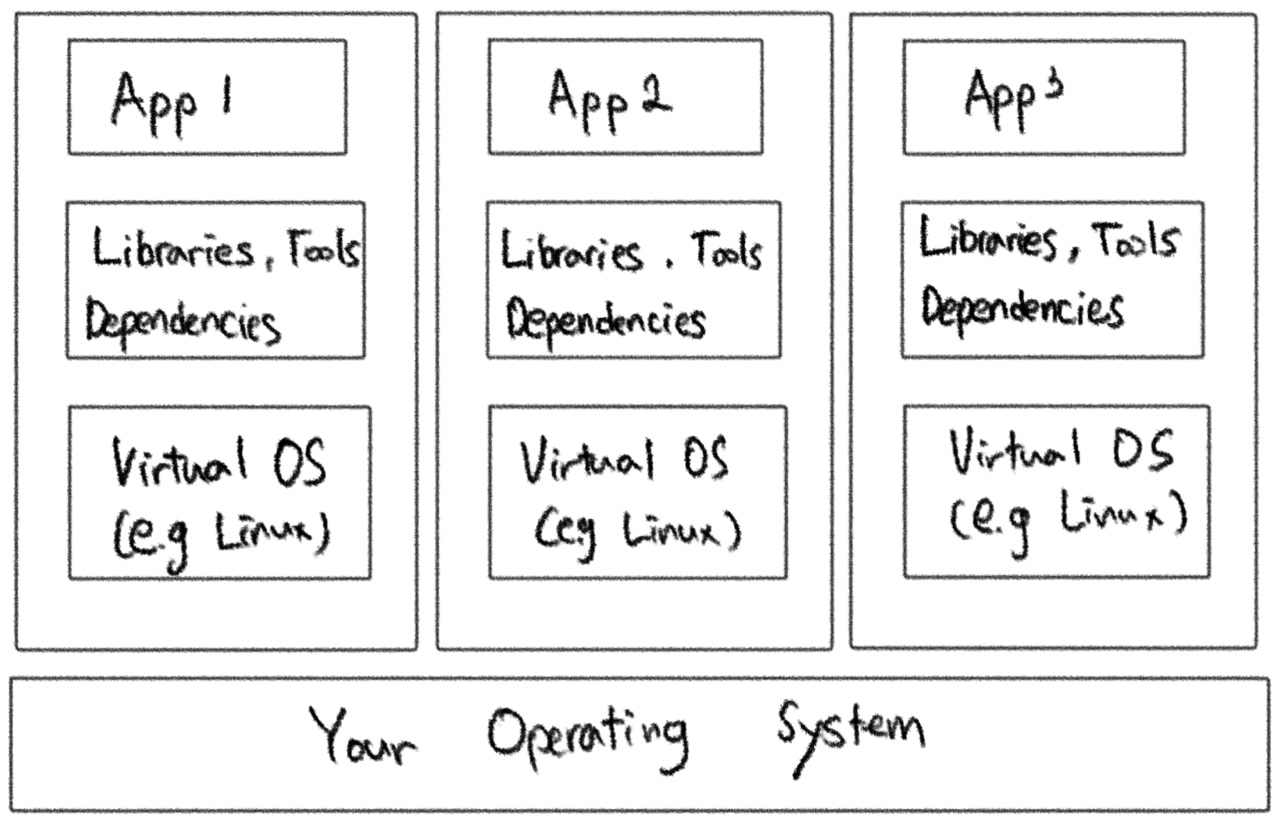 App 1
Libraries, Tools
Dependencies
Virtual OS
(e.g Linux)
App 2
Libraries . Tools
Dependencies
Virtual OS
(eg Linux)
App 3
Libraries, Tools
Dependencies
Virtual OS
(e.g Linux)
Your Operating System